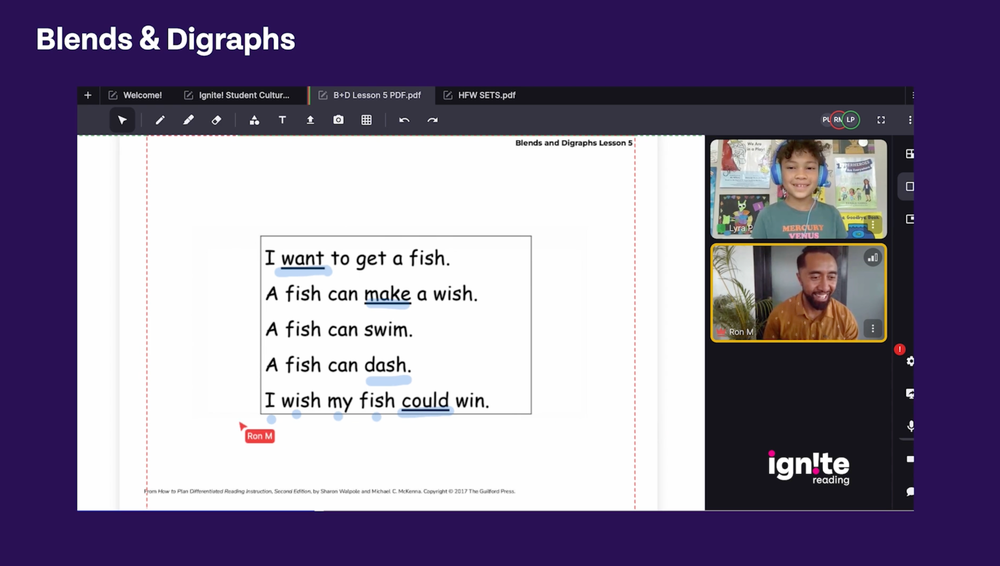 Blends & Digraphs
Welcome!
Ignite! Student Cultur...
B+D Lesson 5 PDF.pdf
HFW SETS.pdf
PU RM LP
Blends and Digraphs Lesson 5
I want to get a fish.
A fish can make a wish.
A fish can swim.
A fish can dash.
I wish my fish could win.
Ron M
From How to Plan Differentiated Reading Instruction, Second Edition, by Sharon Walpole and Michael C. McKenna. Copyright © 2017 The Guilford Press.
We Are
in a Play!
Are Everywhere
Goodbye Book
Lyra P
MERCURY
VENUS
Ron M
ign!te
reading